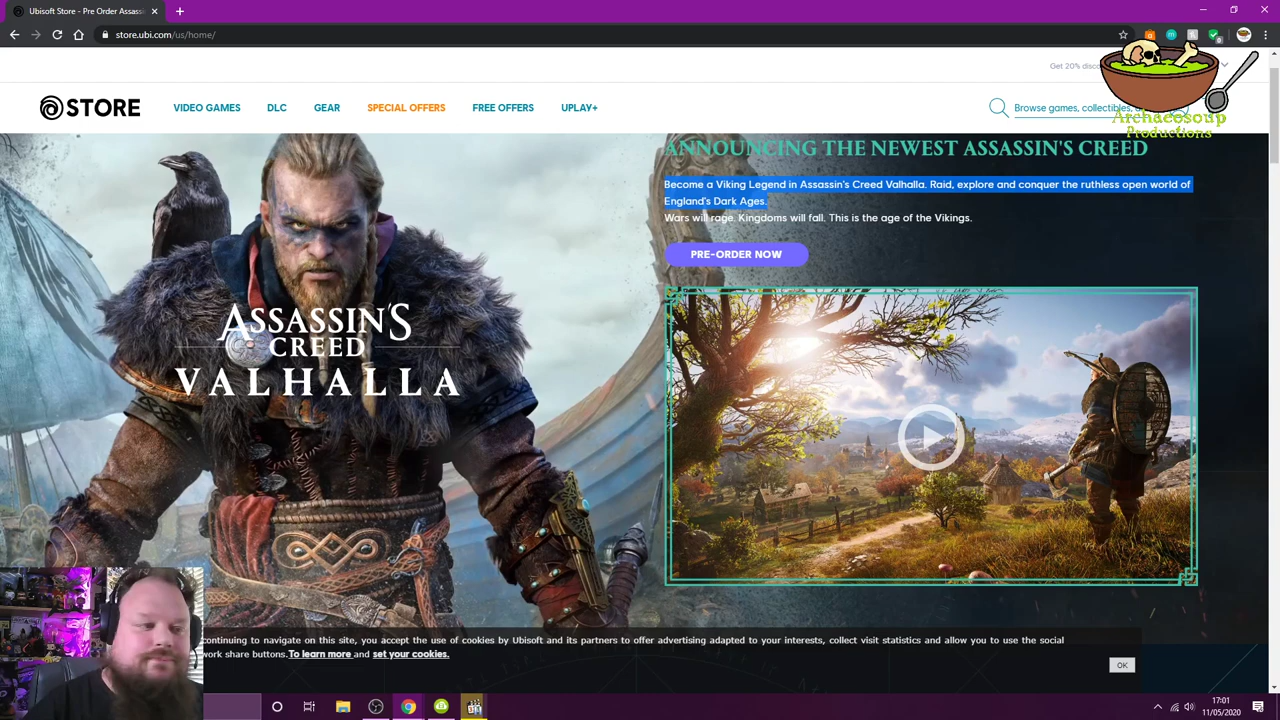 Ubisoft Store - Pre Order Assassi
store.ubi.com/us/home/
Get 20% disco
STORE
VIDEO GAMES
DLC
GEAR
SPECIAL OFFERS
FREE OFFERS
UPLAY+
Browse games, collectibles,
Archaeosoup
Productions
ANNOUNCING THE NEWEST ASSASSIN'S CREED
Become a Viking Legend in Assassin's Creed Valhalla. Raid, explore and conquer the ruthless open world of
England's Dark Ages.
Wars will rage. Kingdoms will fall. This is the age of the Vikings.
PRE-ORDER NOW
ASSASSIN'S
CREED
VALHALLA
continuing to navigate on this site, you accept the use of cookies by Ubisoft and its partners to offer advertising adapted to your interests, collect visit statistics and allow you to use the social
work share buttons.To learn more and set your cookies.
OK
17:01
11/05/2020